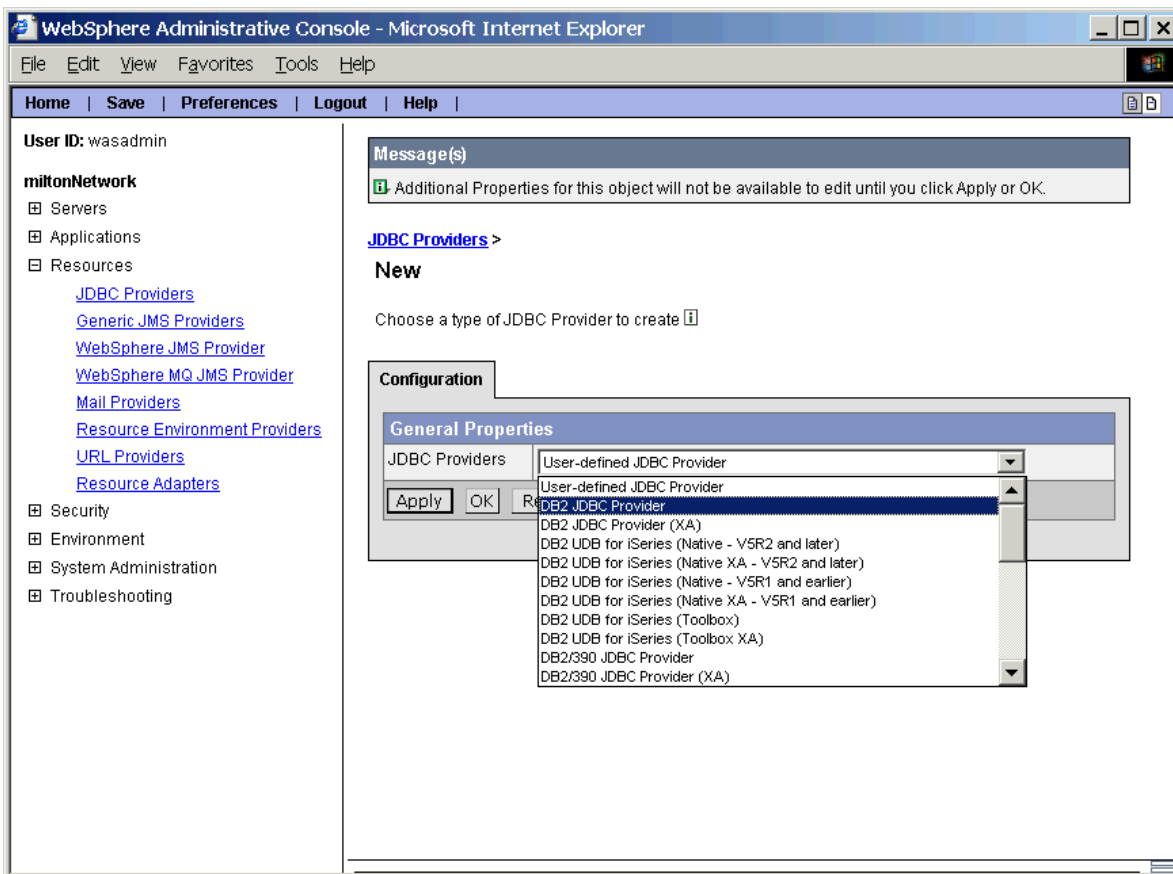 WebSphere Administrative Console - Microsoft Internet Explorer
File Edit View Favorites Tools Help
Home | Save | Preferences | Logout | Help |
User ID: wasadmin
miltonNetwork
Servers
Applications
Resources
JDBC Providers
Generic JMS Providers
WebSphere JMS Provider
WebSphere MQ JMS Provider
Mail Providers
Resource Environment Providers
URL Providers
Resource Adapters
Security
Environment
System Administration
Troubleshooting
Message(s)
Additional Properties for this object will not be available to edit until you click Apply or OK.
JDBC Providers >
New
Choose a type of JDBC Provider to create
Configuration
General Properties
JDBC Providers
User-defined JDBC Provider
Apply OK Re
User-defined JDBC Provider
DB2 JDBC Provider
DB2 JDBC Provider (XA)
DB2 UDB for iSeries (Native - V5R2 and later)
DB2 UDB for iSeries (Native XA - V5R2 and later)
DB2 UDB for iSeries (Native - V5R1 and earlier)
DB2 UDB for iSeries (Native XA - V5R1 and earlier)
DB2 UDB for iSeries (Toolbox)
DB2 UDB for iSeries (Toolbox XA)
DB2/390 JDBC Provider
DB2/390 JDBC Provider (XA)